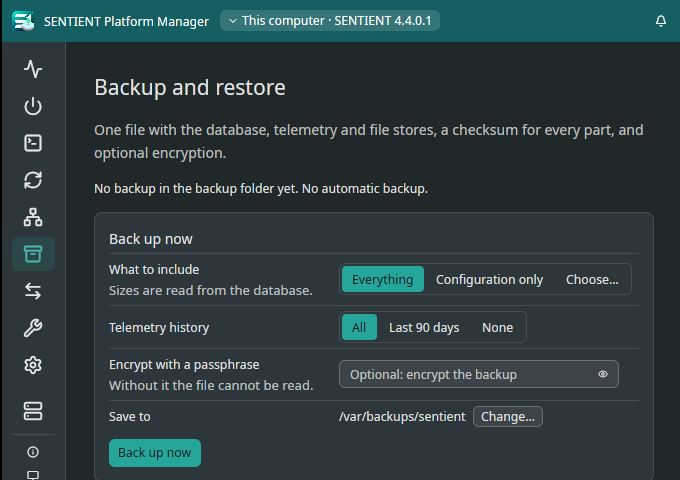 SENTIENT Platform Manager
This computer · SENTIENT 4.4.0.1
Backup and restore
One file with the database, telemetry and file stores, a checksum for every part, and
optional encryption.
No backup in the backup folder yet. No automatic backup.
Back up now
What to include
Sizes are read from the database.
Everything Configuration only Choose...
Telemetry history
All Last 90 days None
Encrypt with a passphrase
Without it the file cannot be read.
Optional: encrypt the backup
Save to
/var/backups/sentient Change...
Back up now